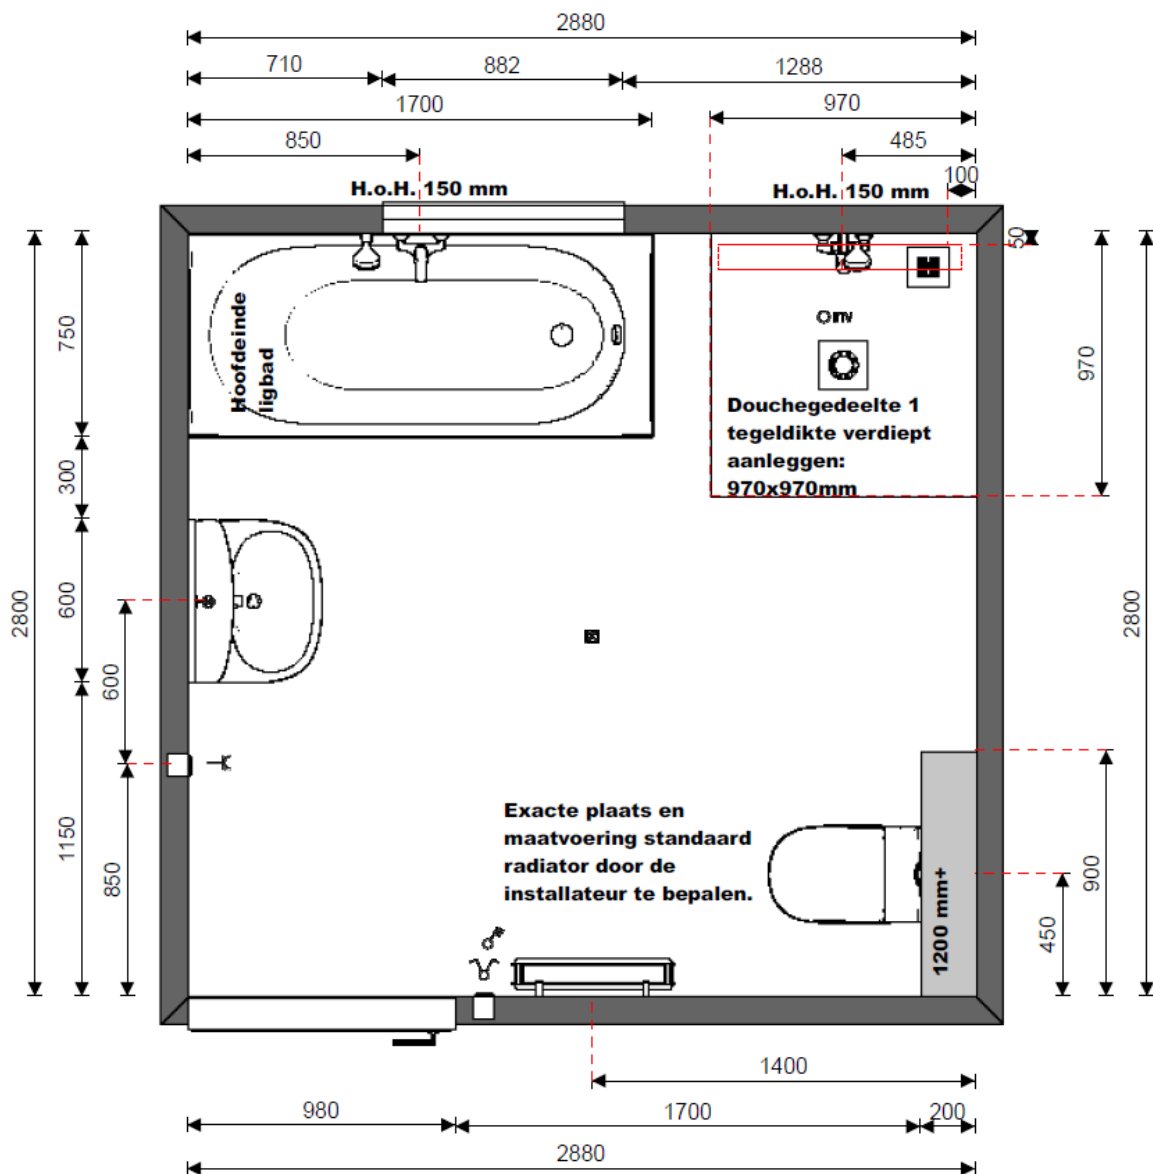 2880
710
882
1288
1700
970
850
485
100
H.o.H. 150 mm
H.o.H. 150 mm
50
2800
750
300
600
600
1150
850
Hoofdeinde
ligbad
Douchegedeelte 1
tegeldikte verdiept
aanleggen:
970x970mm
970
2800
Exacte plaats en
maatvoering standaard
radiator door de
installateur te bepalen.
1200 mm+
900
450
1400
980
1700
200
2880